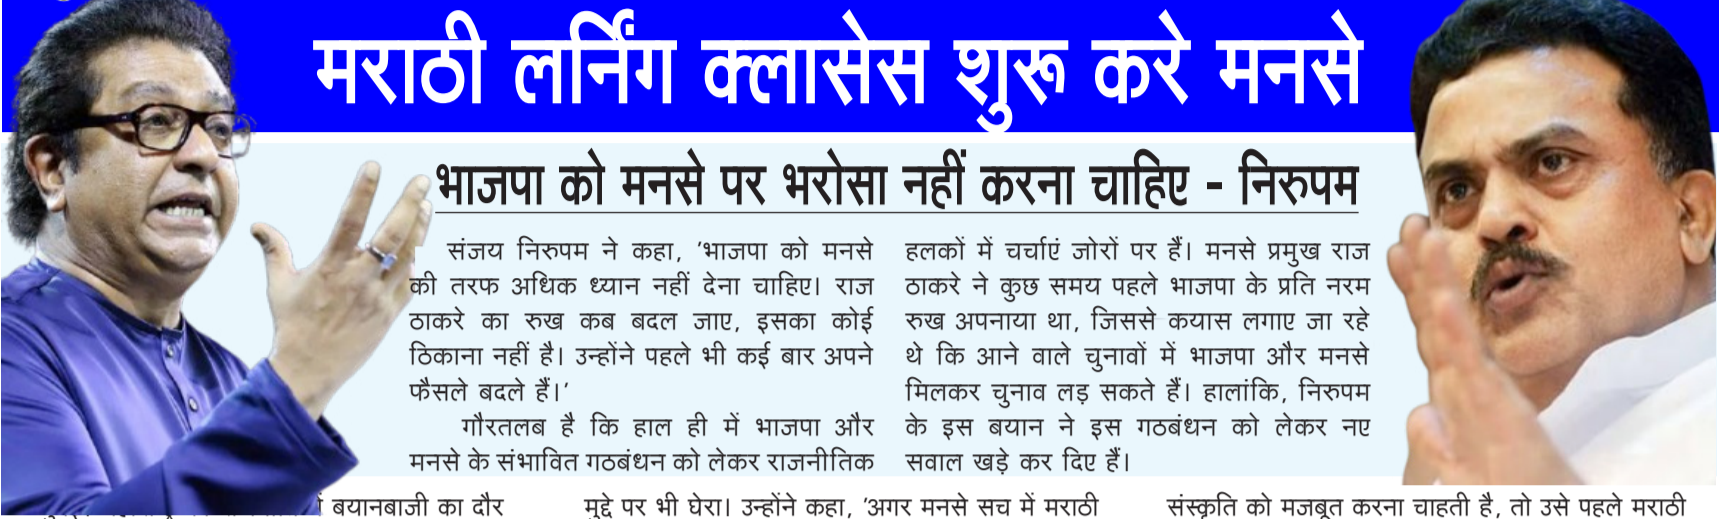 मराठी लर्निंग क्लासेस शुरू करे मनसे
भाजपा को मनसे पर भरोसा नहीं करना चाहिए - निरुपम
संजय निरुपम ने कहा, ’भाजपा को मनसे
की तरफ अधिक ध्यान नहीं देना चाहिए। राज
ठाकरे का रुख कब बदल जाए, इसका कोई
ठिकाना नहीं है। उन्होंने पहले भी कई बार अपने
फैसले बदले हैं।’
गौरतलब है कि हाल ही में भाजपा और
मनसे के संभावित गठबंधन को लेकर राजनीतिक
हलकों में चर्चाएं जोरों पर हैं। मनसे प्रमुख राज
ठाकरे ने कुछ समय पहले भाजपा के प्रति नरम
रुख अपनाया था, जिससे कयास लगाए जा रहे
थे कि आने वाले चुनावों में भाजपा और मनसे
मिलकर चुनाव लड़ सकते हैं। हालांकि, निरुपम
के इस बयान ने इस गठबंधन को लेकर नए
सवाल खड़े कर दिए हैं।
बयानबाजी का दौर
मुद्दे पर भी घेरा। उन्होंने कहा, ’अगर मनसे सच में मराठी
संस्कृति को मजबूत करना चाहती है, तो उसे पहले मराठी